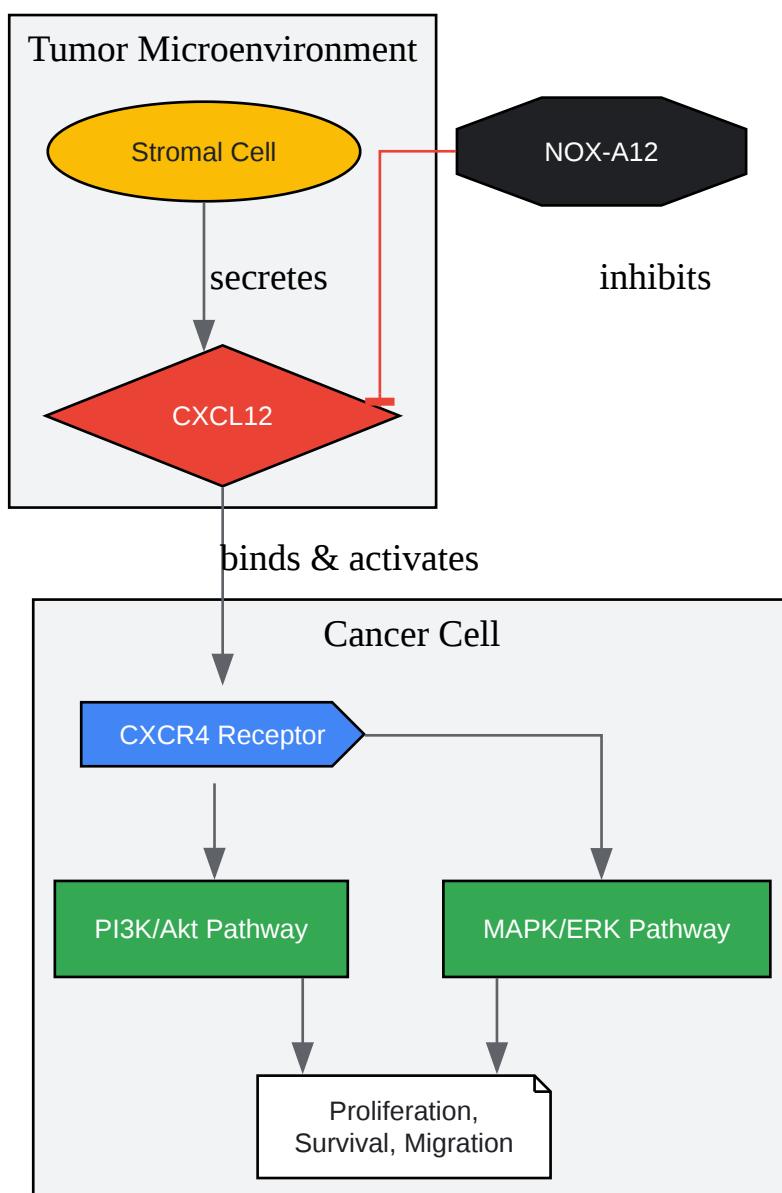 Tumor Microenvironment
Stromal Cell
NOX-A12
secretes
inhibits
CXCL12
binds & activates
Cancer Cell
CXCR4 Receptor
PI3K/Akt Pathway
MAPK/ERK Pathway
Proliferation,
Survival, Migration